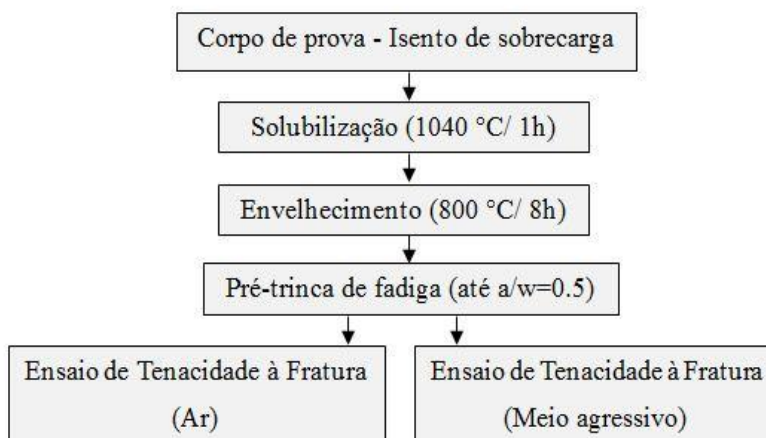 Corpo de prova - Isento de sobrecarga
Solubilização (1040 °C/ 1h)
Envelhecimento (800 °C/ 8h)
Pré-trinca de fadiga (até a/w=0.5)
Ensaio de Tenacidade à Fratura
(Ar)
Ensaio de Tenacidade à Fratura
(Meio agressivo)